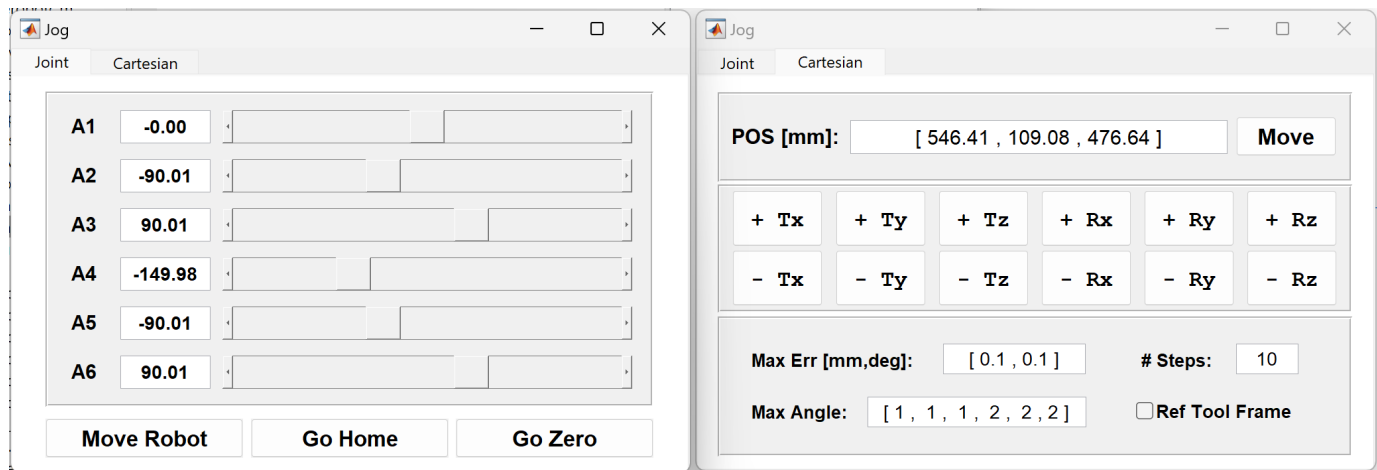 Jog
Joint Cartesian
A1 -0.00
A2 -90.01
A3 90.01
A4 -149.98
A5 -90.01
A6 90.01
Move Robot Go Home Go Zero
Jog
Joint Cartesian
POS [mm]: [ 546.41 , 109.08 , 476.64 ] Move
+ Tx + Ty + Tz + Rx + Ry + Rz
- Tx - Ty - Tz - Rx - Ry - Rz
Max Err [mm,deg]: [ 0.1 , 0.1 ] # Steps: 10
Max Angle: [ 1 , 1 , 1 , 2 , 2 , 2 ] Ref Tool Frame